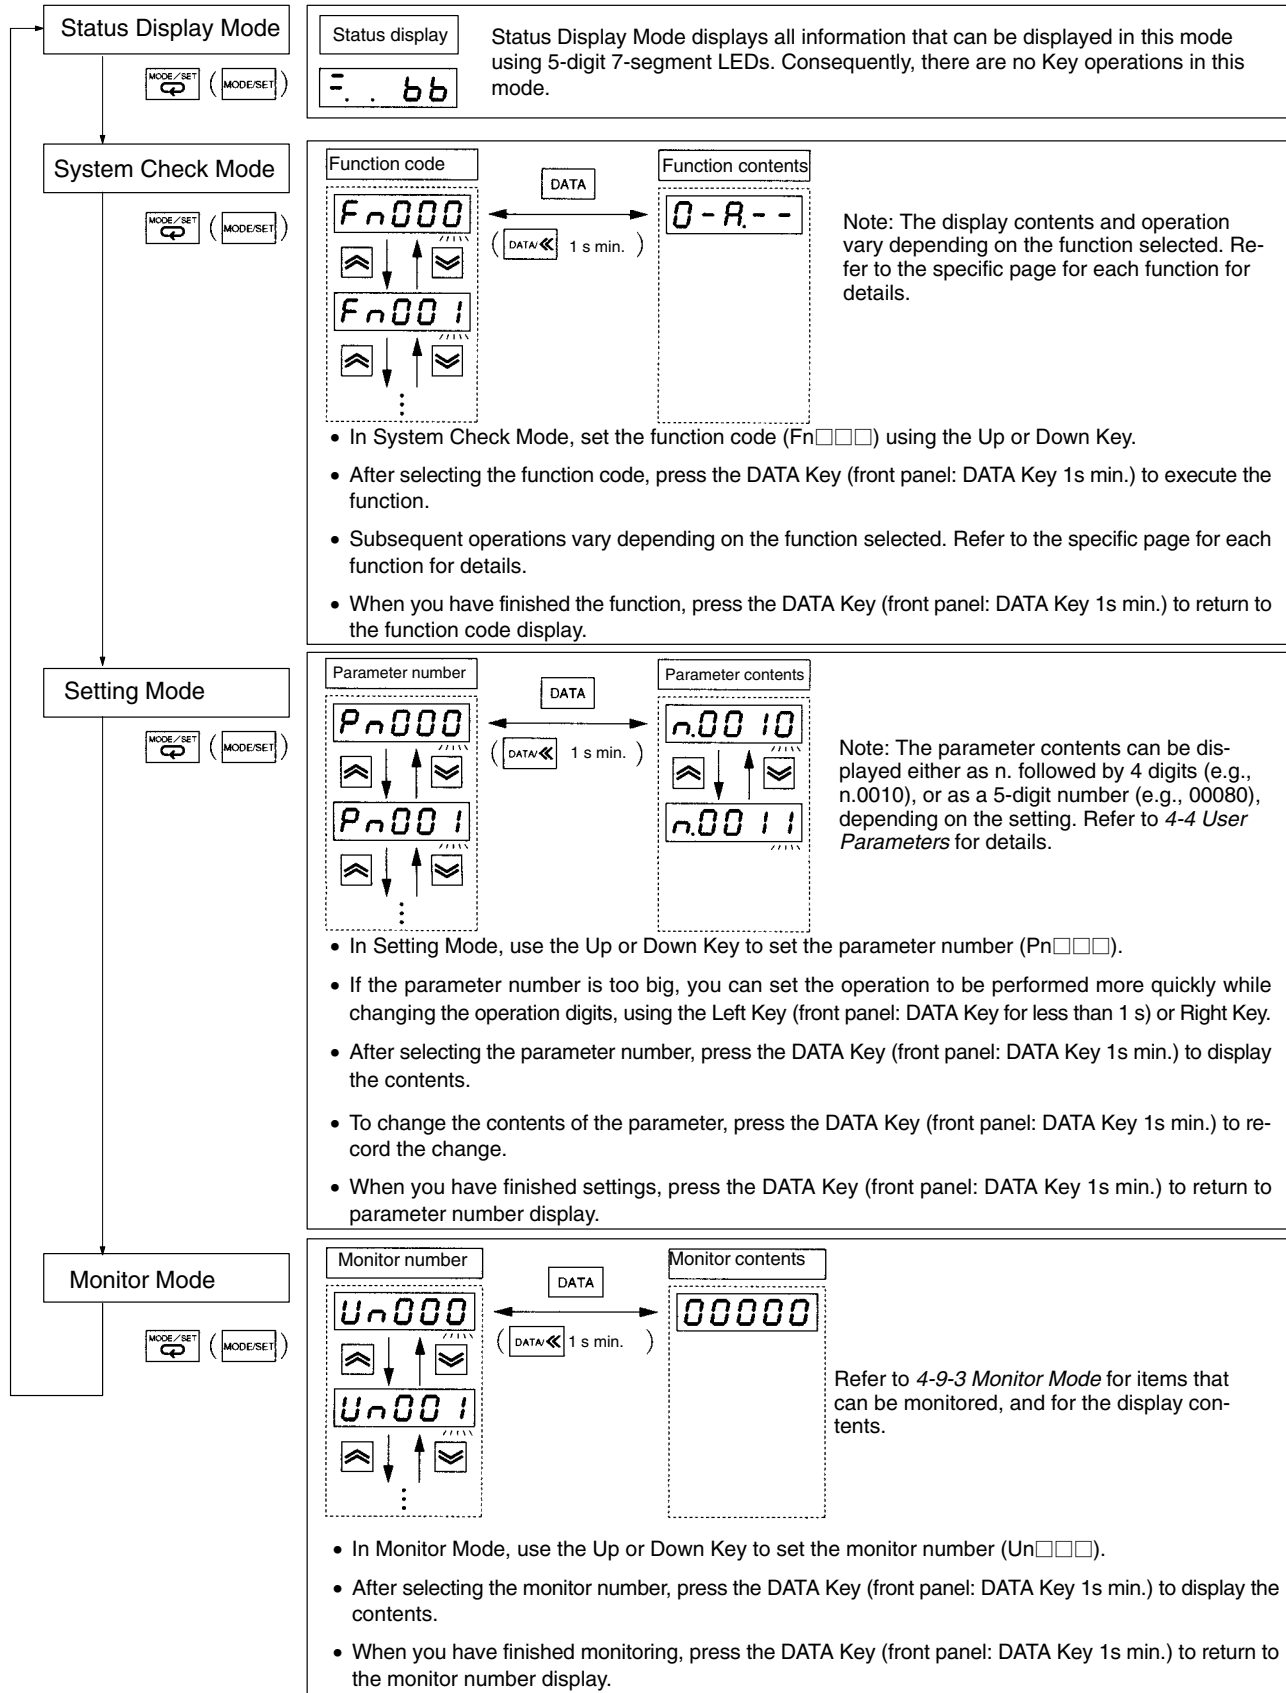 Status Display Mode
MODE/SET
(MODE/SET)
Status display
bb
Status Display Mode displays all information that can be displayed in this mode
using 5-digit 7-segment LEDs. Consequently, there are no Key operations in this
mode.
System Check Mode
MODE/SET
(MODE/SET)
Function code
Fn000
Fn001
⋮
DATA
(DATA/≪ 1 s min.)
Function contents
0-A.--
Note: The display contents and operation
vary depending on the function selected. Re-
fer to the specific page for each function for
details.
• In System Check Mode, set the function code (Fn□□□) using the Up or Down Key.
• After selecting the function code, press the DATA Key (front panel: DATA Key 1s min.) to execute the
function.
• Subsequent operations vary depending on the function selected. Refer to the specific page for each
function for details.
• When you have finished the function, press the DATA Key (front panel: DATA Key 1s min.) to return to
the function code display.
Setting Mode
MODE/SET
(MODE/SET)
Parameter number
Pn000
Pn001
⋮
DATA
(DATA/≪ 1 s min.)
Parameter contents
n.0010
n.0011
Note: The parameter contents can be dis-
played either as n. followed by 4 digits (e.g.,
n.0010), or as a 5-digit number (e.g., 00080),
depending on the setting. Refer to 4-4 User
Parameters for details.
• In Setting Mode, use the Up or Down Key to set the parameter number (Pn□□□).
• If the parameter number is too big, you can set the operation to be performed more quickly while
changing the operation digits, using the Left Key (front panel: DATA Key for less than 1 s) or Right Key.
• After selecting the parameter number, press the DATA Key (front panel: DATA Key 1s min.) to display
the contents.
• To change the contents of the parameter, press the DATA Key (front panel: DATA Key 1s min.) to re-
cord the change.
• When you have finished settings, press the DATA Key (front panel: DATA Key 1s min.) to return to
parameter number display.
Monitor Mode
MODE/SET
(MODE/SET)
Monitor number
Un000
Un001
⋮
DATA
(DATA/≪ 1 s min.)
Monitor contents
00000
Refer to 4-9-3 Monitor Mode for items that
can be monitored, and for the display con-
tents.
• In Monitor Mode, use the Up or Down Key to set the monitor number (Un□□□).
• After selecting the monitor number, press the DATA Key (front panel: DATA Key 1s min.) to display the
contents.
• When you have finished monitoring, press the DATA Key (front panel: DATA Key 1s min.) to return to
the monitor number display.